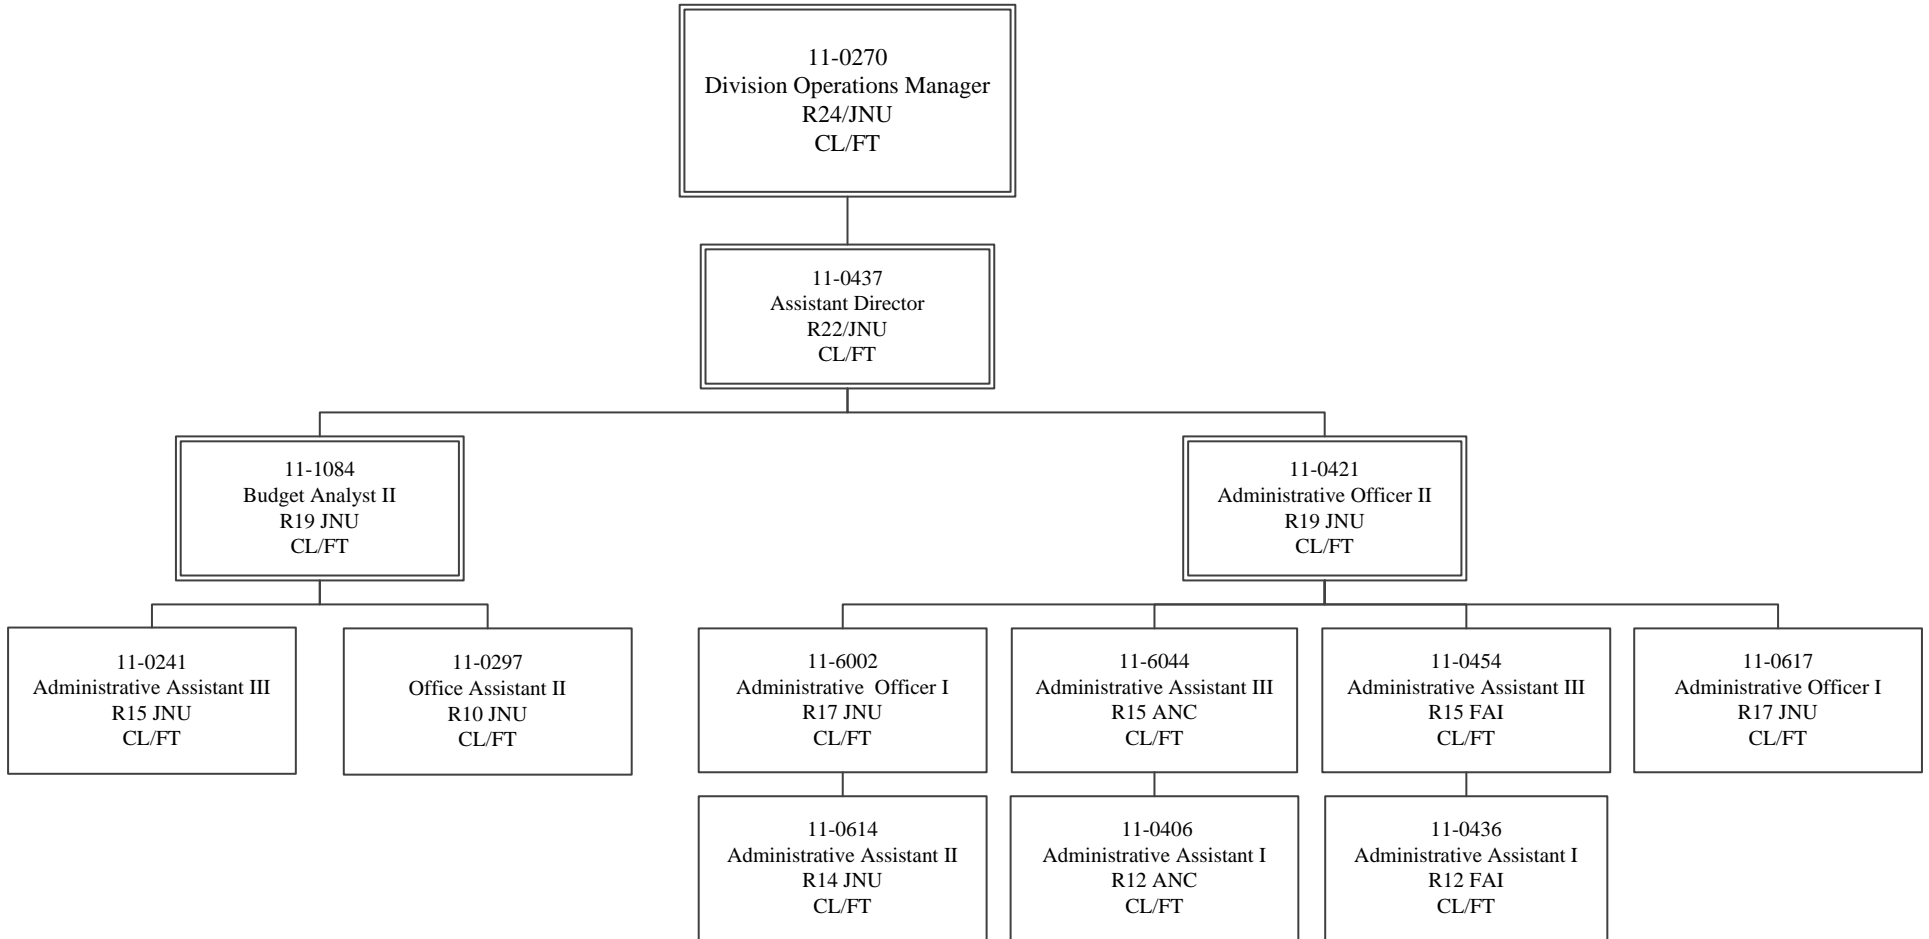 11-0270
Division Operations Manager
R24/JNU
CL/FT
11-0437
Assistant Director
R22/JNU
CL/FT
11-1084
Budget Analyst II
R19 JNU
CL/FT
11-0421
Administrative Officer II
R19 JNU
CL/FT
11-0241
Administrative Assistant III
R15 JNU
CL/FT
11-0297
Office Assistant II
R10 JNU
CL/FT
11-6002
Administrative  Officer I
R17 JNU
CL/FT
11-6044
Administrative Assistant III
R15 ANC
CL/FT
11-0454
Administrative Assistant III
R15 FAI
CL/FT
11-0617
Administrative Officer I
R17 JNU
CL/FT
11-0614
Administrative Assistant II
R14 JNU
CL/FT
11-0406
Administrative Assistant I
R12 ANC
CL/FT
11-0436
Administrative Assistant I
R12 FAI
CL/FT